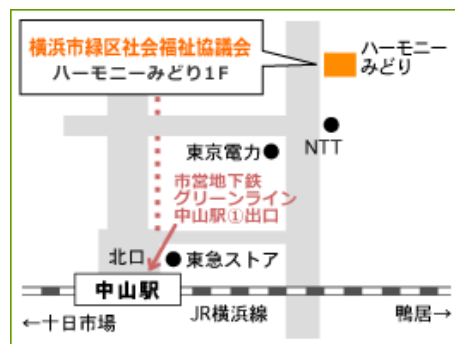 横浜市緑区社会福祉協議会
ハーモニーみどり1F
ハーモニー
みどり
東京電力
NTT
市営地下鉄
グリーンライン
中山駅①出口
北口
東急ストア
中山駅
←十日市場
JR横浜線
鴨居→